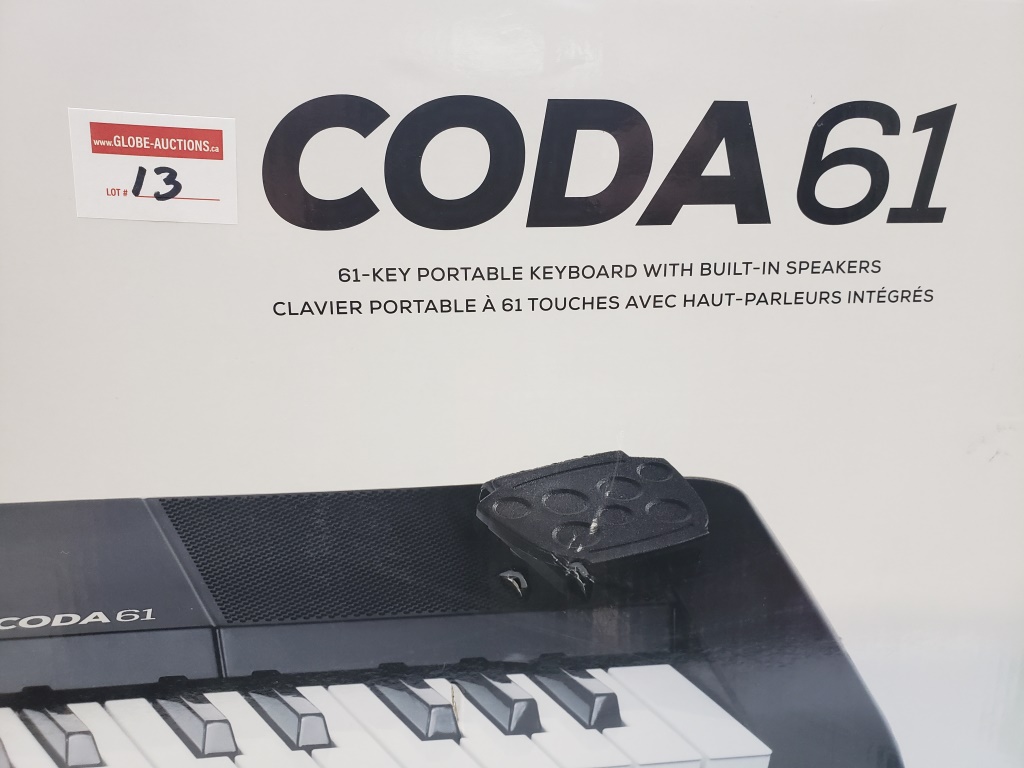 www.GLOBE-AUCTIONS.ca
LOT # 13
CODA 61
61-KEY PORTABLE KEYBOARD WITH BUILT-IN SPEAKERS
CLAVIER PORTABLE À 61 TOUCHES AVEC HAUT-PARLEURS INTÉGRÉS
CODA 61